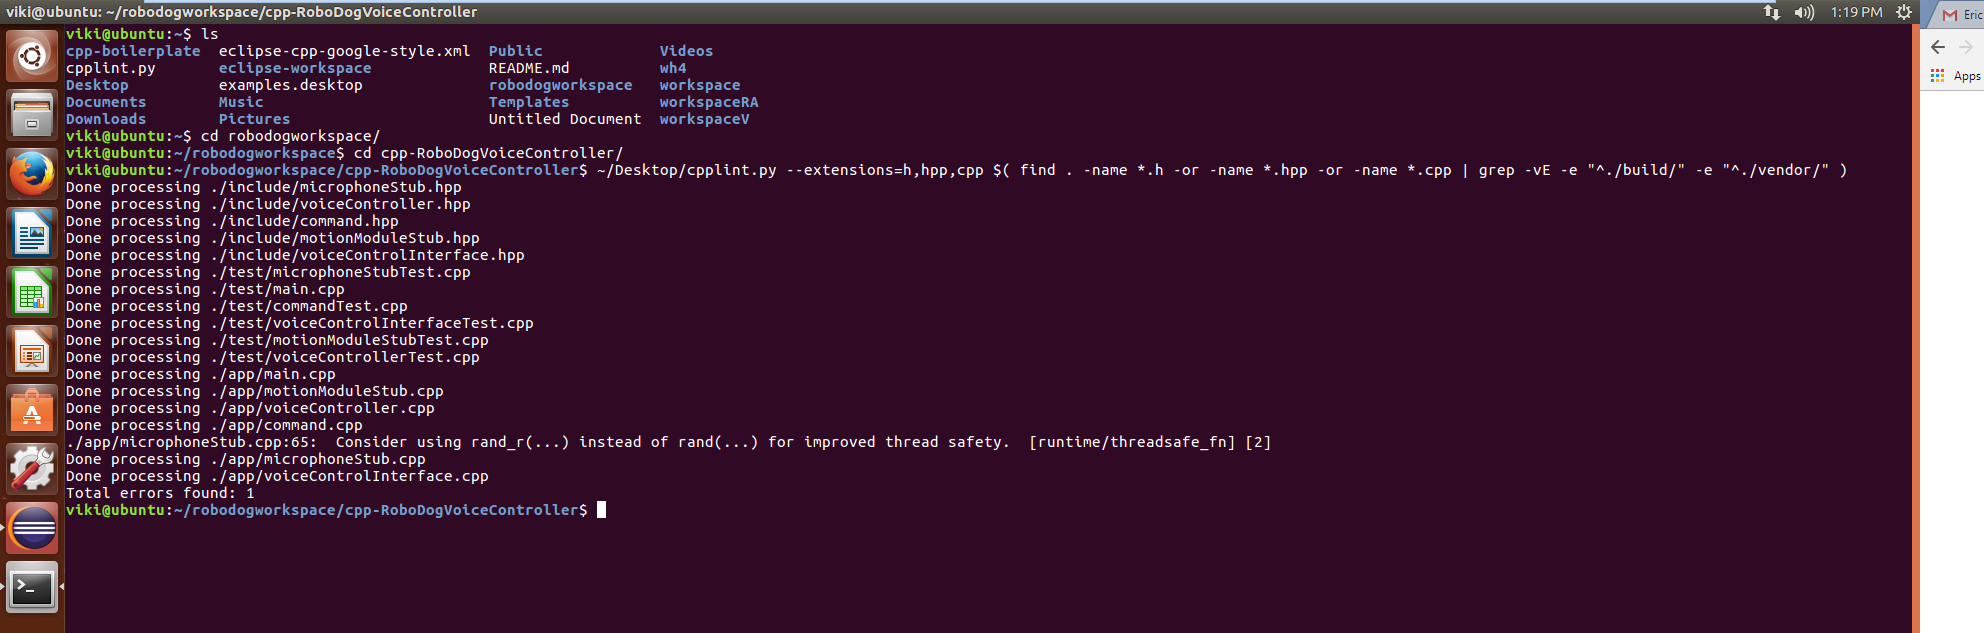 viki@ubuntu: ~/robodogworkspace/cpp-RoboDogVoiceController
1:19 PM
Eric
Apps
viki@ubuntu:~$ ls
cpp-boilerplate  eclipse-cpp-google-style.xml  Public             Videos
cpplint.py       eclipse-workspace             README.md          wh4
Desktop          examples.desktop              robodogworkspace   workspace
Documents        Music                         Templates          workspaceRA
Downloads        Pictures                      Untitled Document  workspaceV
viki@ubuntu:~$ cd robodogworkspace/
viki@ubuntu:~/robodogworkspace$ cd cpp-RoboDogVoiceController/
viki@ubuntu:~/robodogworkspace/cpp-RoboDogVoiceController$ ~/Desktop/cpplint.py --extensions=h,hpp,cpp $( find . -name *.h -or -name *.hpp -or -name *.cpp | grep -vE -e "^./build/" -e "^./vendor/" )
Done processing ./include/microphoneStub.hpp
Done processing ./include/voiceController.hpp
Done processing ./include/command.hpp
Done processing ./include/motionModuleStub.hpp
Done processing ./include/voiceControlInterface.hpp
Done processing ./test/microphoneStubTest.cpp
Done processing ./test/main.cpp
Done processing ./test/commandTest.cpp
Done processing ./test/voiceControlInterfaceTest.cpp
Done processing ./test/motionModuleStubTest.cpp
Done processing ./test/voiceControllerTest.cpp
Done processing ./app/main.cpp
Done processing ./app/motionModuleStub.cpp
Done processing ./app/voiceController.cpp
Done processing ./app/command.cpp
./app/microphoneStub.cpp:65:  Consider using rand_r(...) instead of rand(...) for improved thread safety.  [runtime/threadsafe_fn] [2]
Done processing ./app/microphoneStub.cpp
Done processing ./app/voiceControlInterface.cpp
Total errors found: 1
viki@ubuntu:~/robodogworkspace/cpp-RoboDogVoiceController$